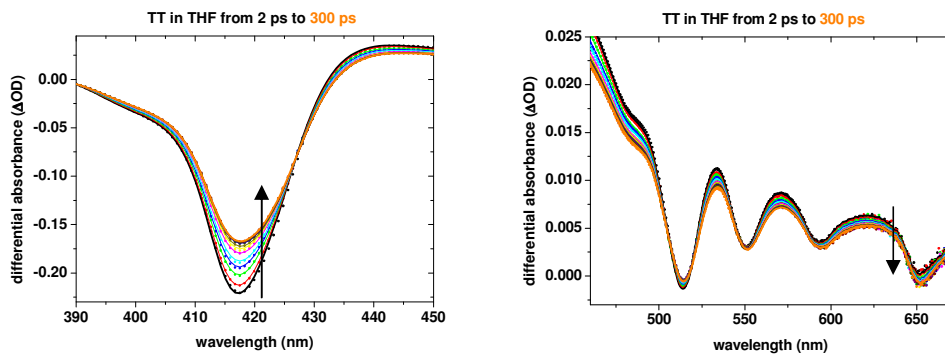 TT in THF from 2 ps to 300 ps
0.00
-0.05
-0.10
-0.15
-0.20
390 400 410 420 430 440 450
wavelength (nm)
differential absorbance (ΔOD)
TT in THF from 2 ps to 300 ps
0.025
0.020
0.015
0.010
0.005
0.000
500 550 600 650
wavelength (nm)
differential absorbance (ΔOD)